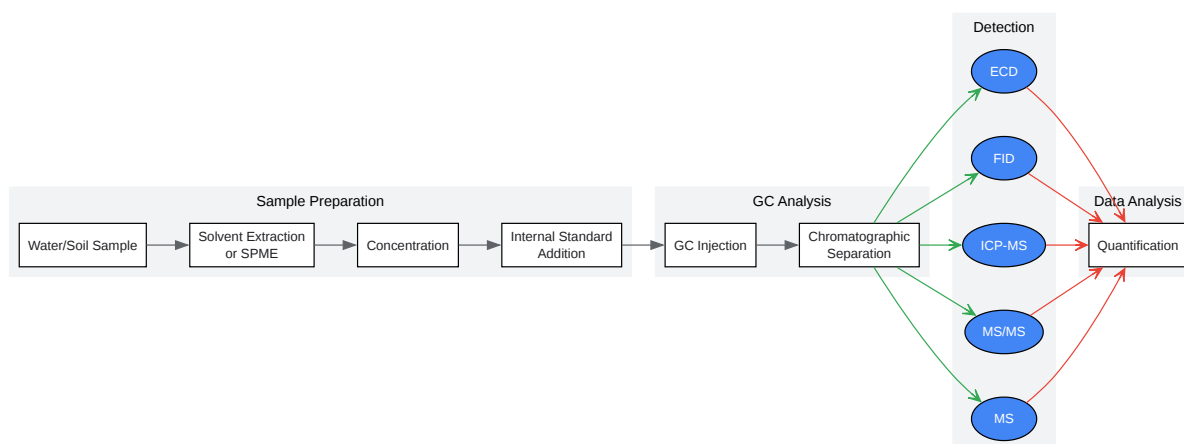 Detection
ECD
FID
Sample Preparation
GC Analysis
Data Analysis
Water/Soil Sample
Solvent Extraction
or SPME
Concentration
Internal Standard
Addition
GC Injection
Chromatographic
Separation
ICP-MS
Quantification
MS/MS
MS